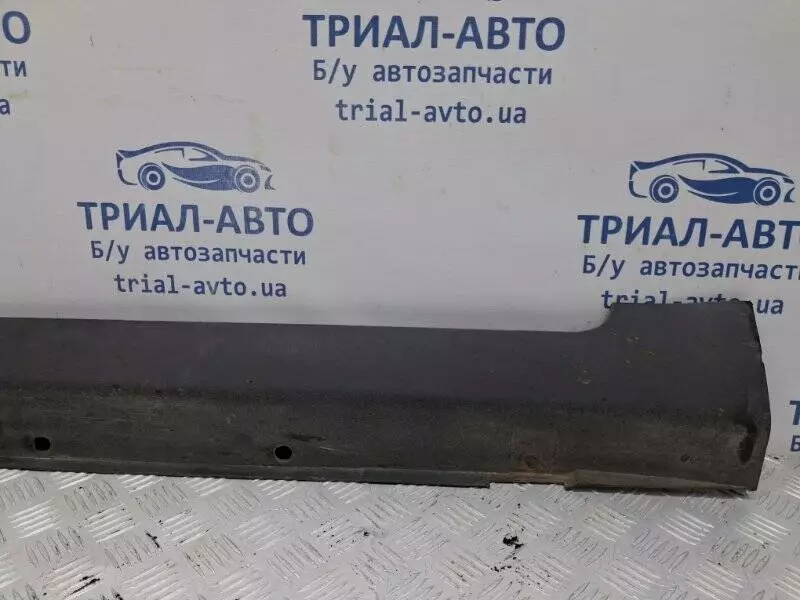 ТРИАЛ-АВТО
Б/у автозапчасти
trial-avto.ua
О
и
a
ТРИАЛ-АВТО
Б/у автозапчасти
trial-avto.ua
ТРИАЛ-АВТО
Б/у автозапчасти